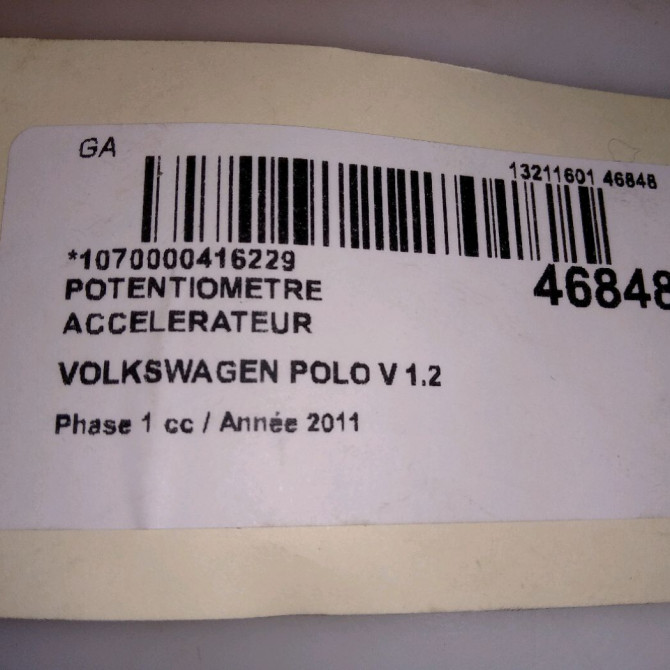 GA
13211601 46848
*1070000416229
46848
POTENTIOMETRE
ACCELERATEUR
VOLKSWAGEN POLO V 1.2
Phase 1 cc / Année 2011